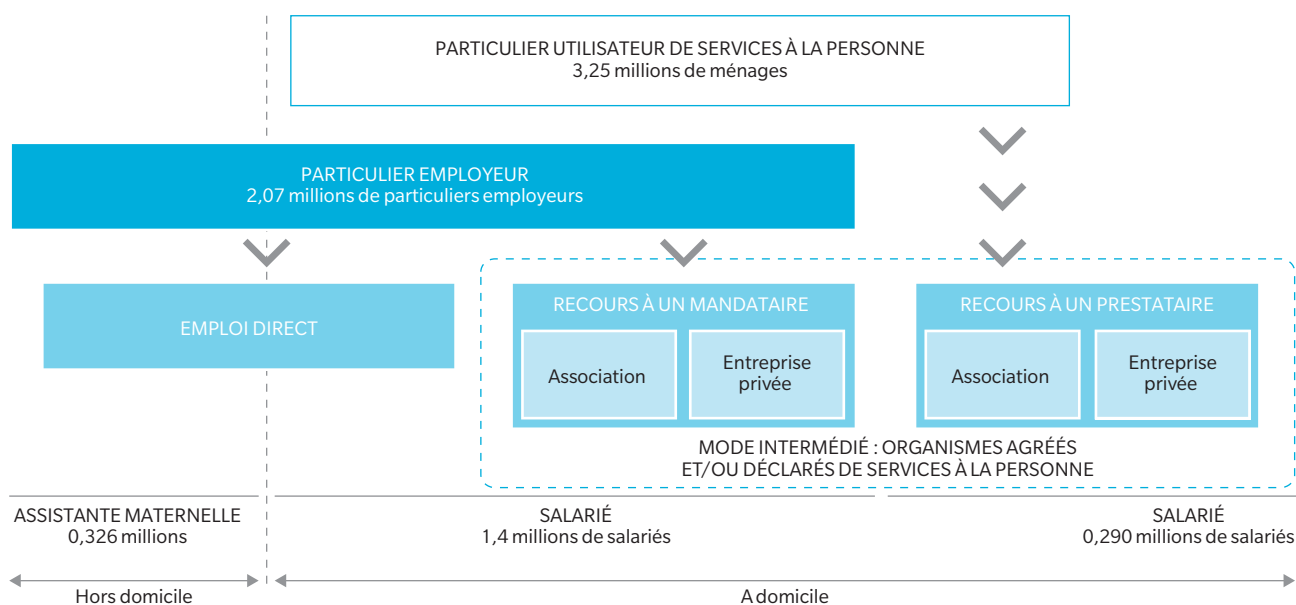 PARTICULIER UTILISATEUR DE SERVICES À LA PERSONNE
3,25 millions de ménages
PARTICULIER EMPLOYEUR
2,07 millions de particuliers employeurs
EMPLOI DIRECT
RECOURS À UN MANDATAIRE
Association
Entreprise
privée
RECOURS À UN PRESTATAIRE
Association
Entreprise
privée
MODE INTERMÉDIÉ : ORGANISMES AGRÉÉS
ET/OU DÉCLARÉS DE SERVICES À LA PERSONNE
ASSISTANTE MATERNELLE
0,326 millions
SALARIÉ
1,4 millions de salariés
SALARIÉ
0,290 millions de salariés
Hors domicile
A domicile